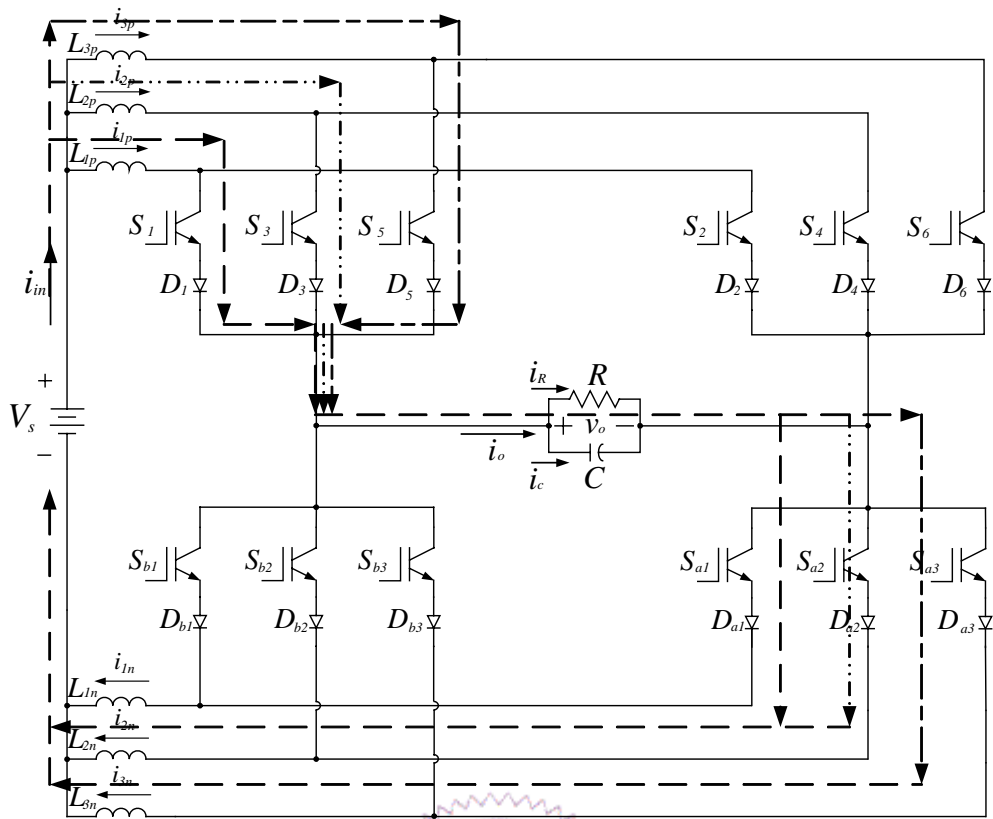 i3p
L3p
i2p
L2p
i1p
L1p
S1 S3 S5 S2 S4 S6
iin D1 D3 D5 D2 D4 D6
+
Vs
−
iR R
+ vo −
io
ic C
Sb1 Sb2 Sb3 Sa1 Sa2 Sa3
Db1 Db2 Db3 Da1 Da2 Da3
i1n
L1n
i2n
L2n
i3n
L3n